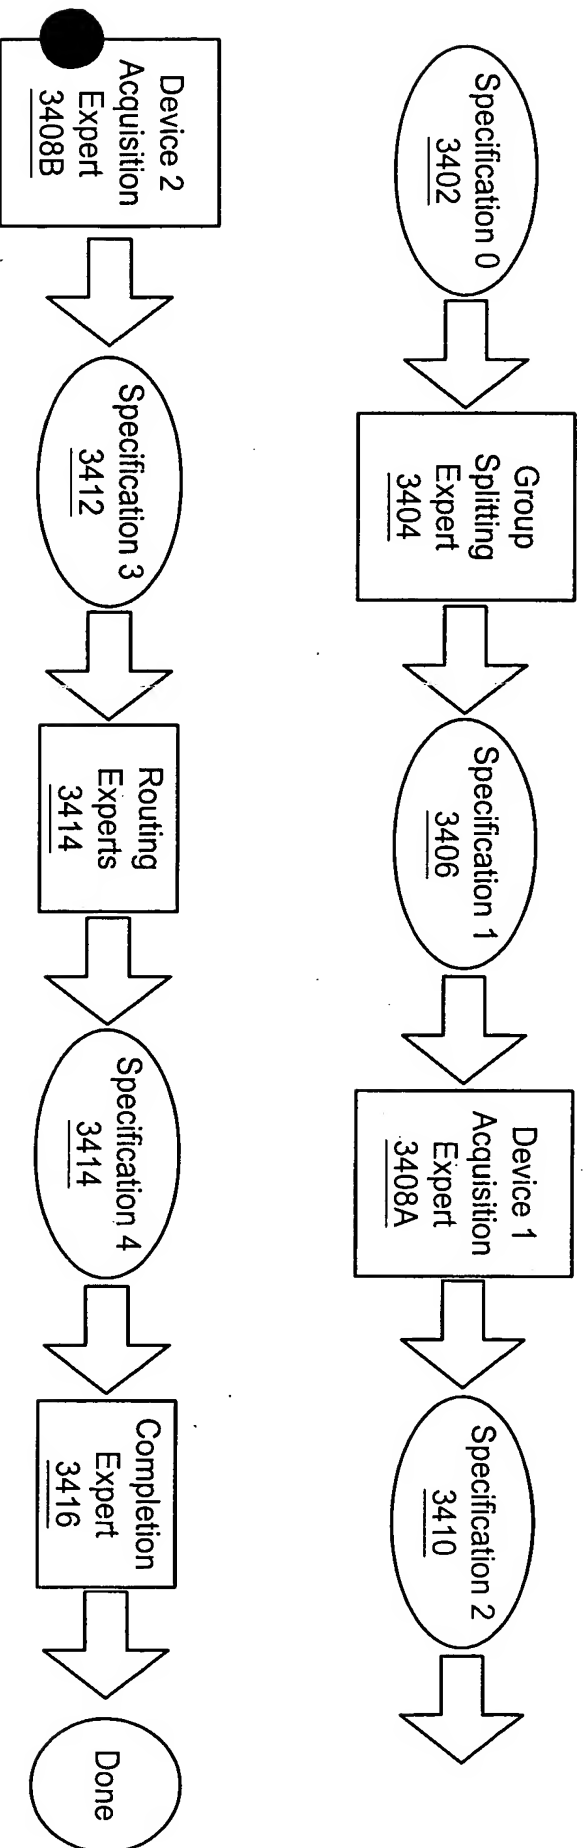 Specification 0
3402
Group
Splitting
Expert
3404
Specification 1
3406
Device 1
Acquisition
Expert
3408A
Specification 2
3410
Device 2
Acquisition
Expert
3408B
Specification 3
3412
Routing
Experts
3414
Specification 4
3414
Completion
Expert
3416
Done